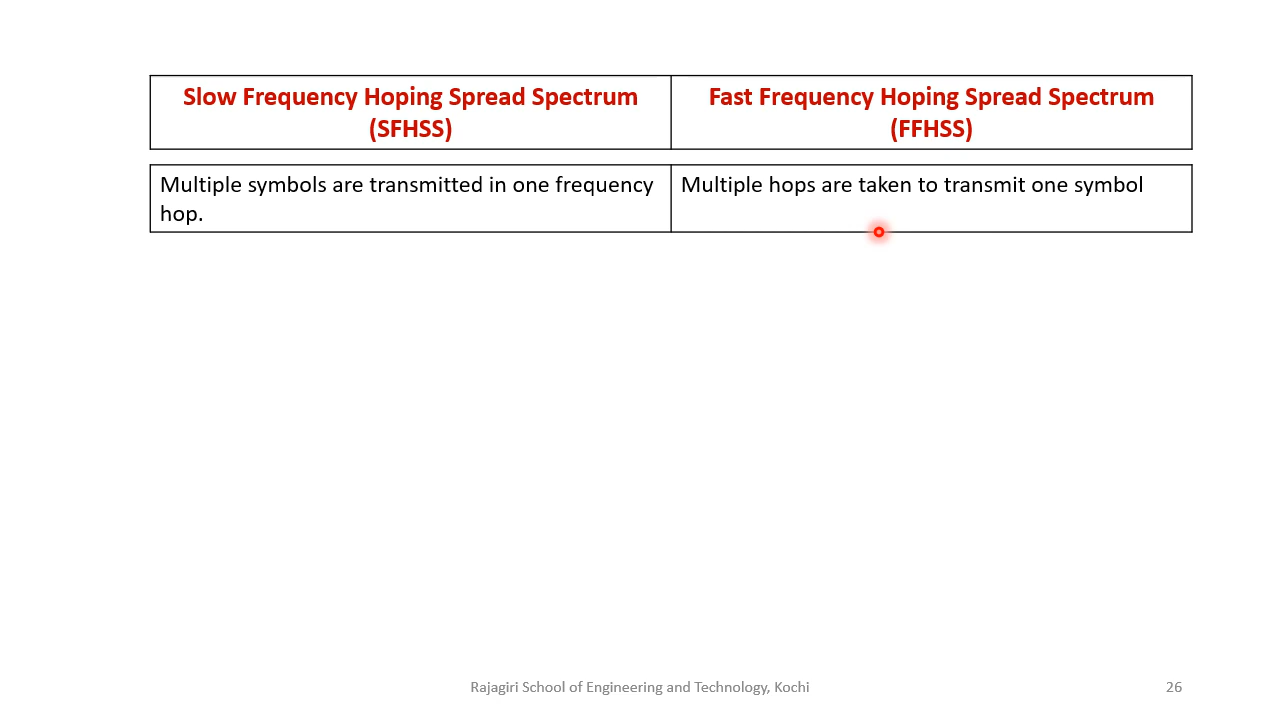 Slow Frequency Hoping Spread Spectrum
(SFHSS)
Fast Frequency Hoping Spread Spectrum
(FFHSS)
Multiple symbols are transmitted in one frequency
hop.
Multiple hops are taken to transmit one symbol
Rajagiri School of Engineering and Technology, Kochi
26